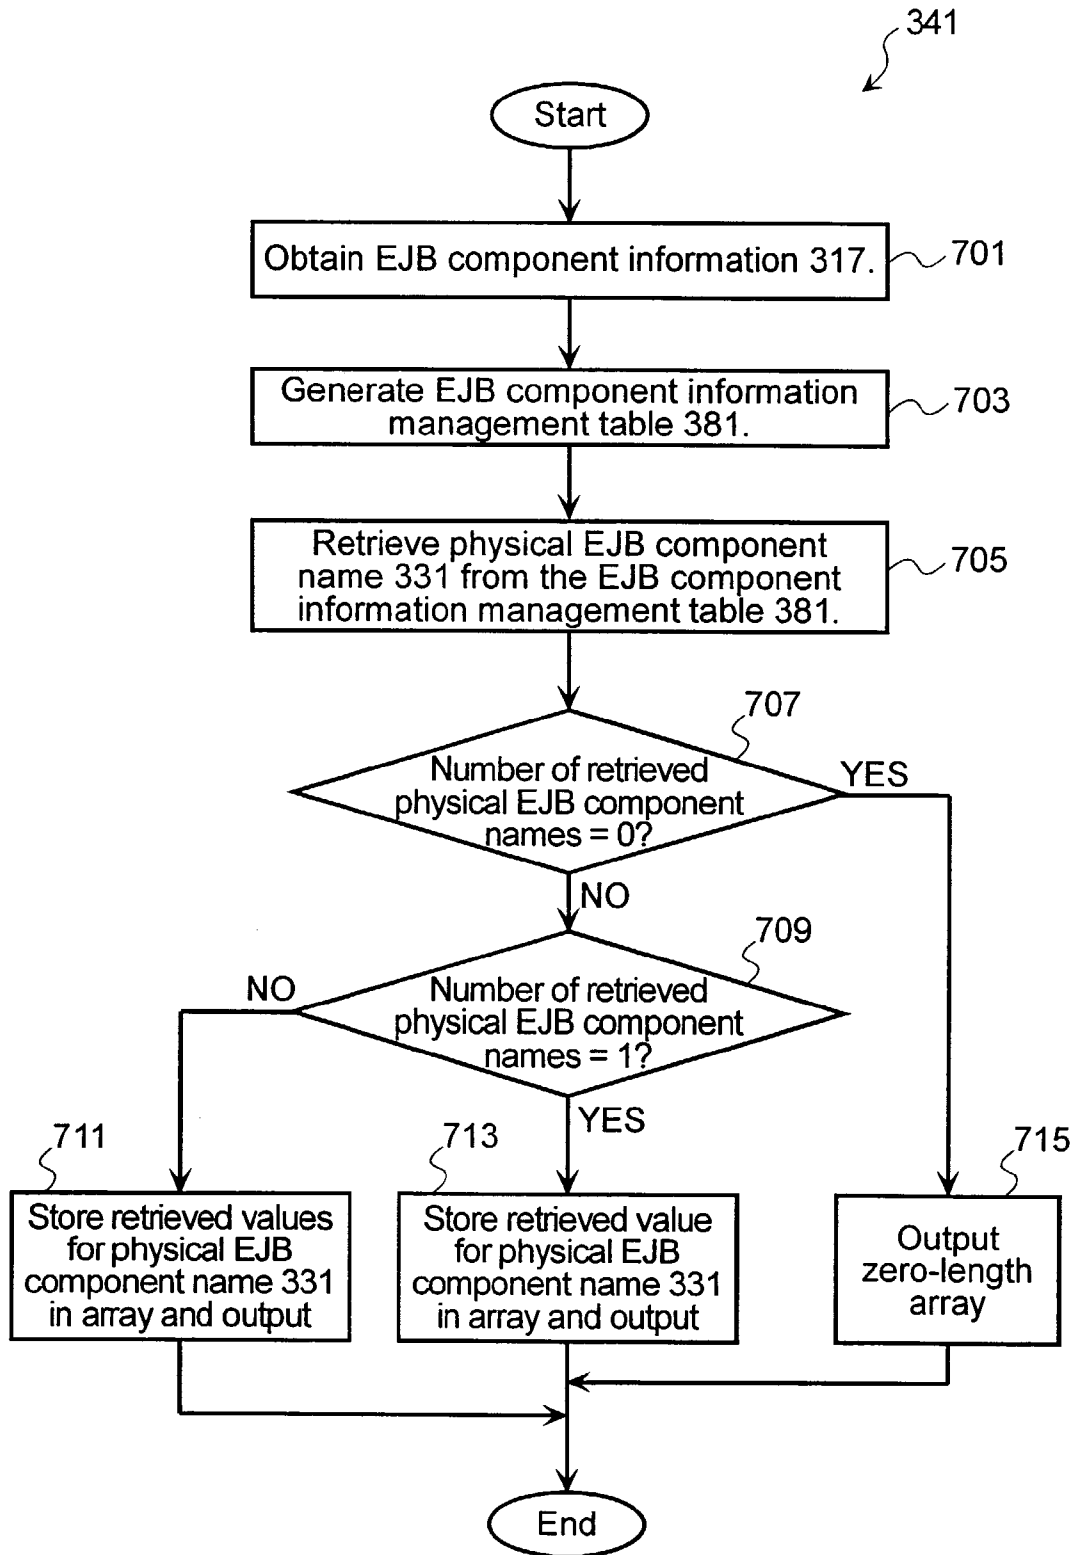 341
Start
Obtain EJB component information 317.
701
Generate EJB component information
management table 381.
703
Retrieve physical EJB component
name 331 from the EJB component
information management table 381.
705
707
Number of retrieved
physical EJB component
names = 0?
YES
NO
709
Number of retrieved
physical EJB component
names = 1?
NO
YES
711
Store retrieved values
for physical EJB
component name 331
in array and output
713
Store retrieved value
for physical EJB
component name 331
in array and output
715
Output
zero-length
array
End